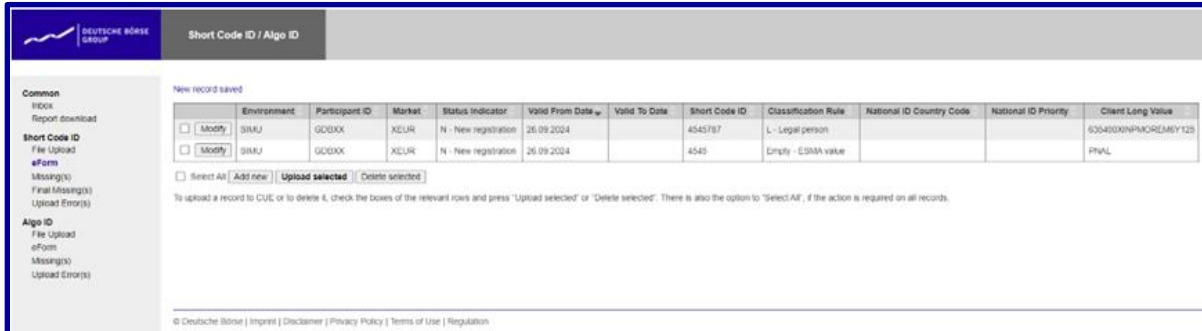 DEUTSCHE BÖRSE
GROUP
Short Code ID / Algo ID
Common
Inbox
Report download
Short Code ID
File Upload
eForm
Missing(s)
Final Missing(s)
Upload Error(s)
Algo ID
File Upload
eForm
Missing(s)
Upload Error(s)
New record saved
Environment Participant ID Market Status Indicator Valid From Date Valid To Date Short Code ID Classification Rule National ID Country Code National ID Priority Client Long Value
Modify SIMU GDBXX XEUR N - New registration 26.09.2024 4545787 L - Legal person
Modify SIMU GDBXX XEUR N - New registration 26.09.2024 4545 Empty - ESMA value PNAL
Select All Add new Upload selected Delete selected
To upload a record to CUE or to delete it, check the boxes of the relevant rows and press "Upload selected" or "Delete selected". There is also the option to "Select All", if the action is required on all records.
© Deutsche Börse | Imprint | Disclaimer | Privacy Policy | Terms of Use | Regulation